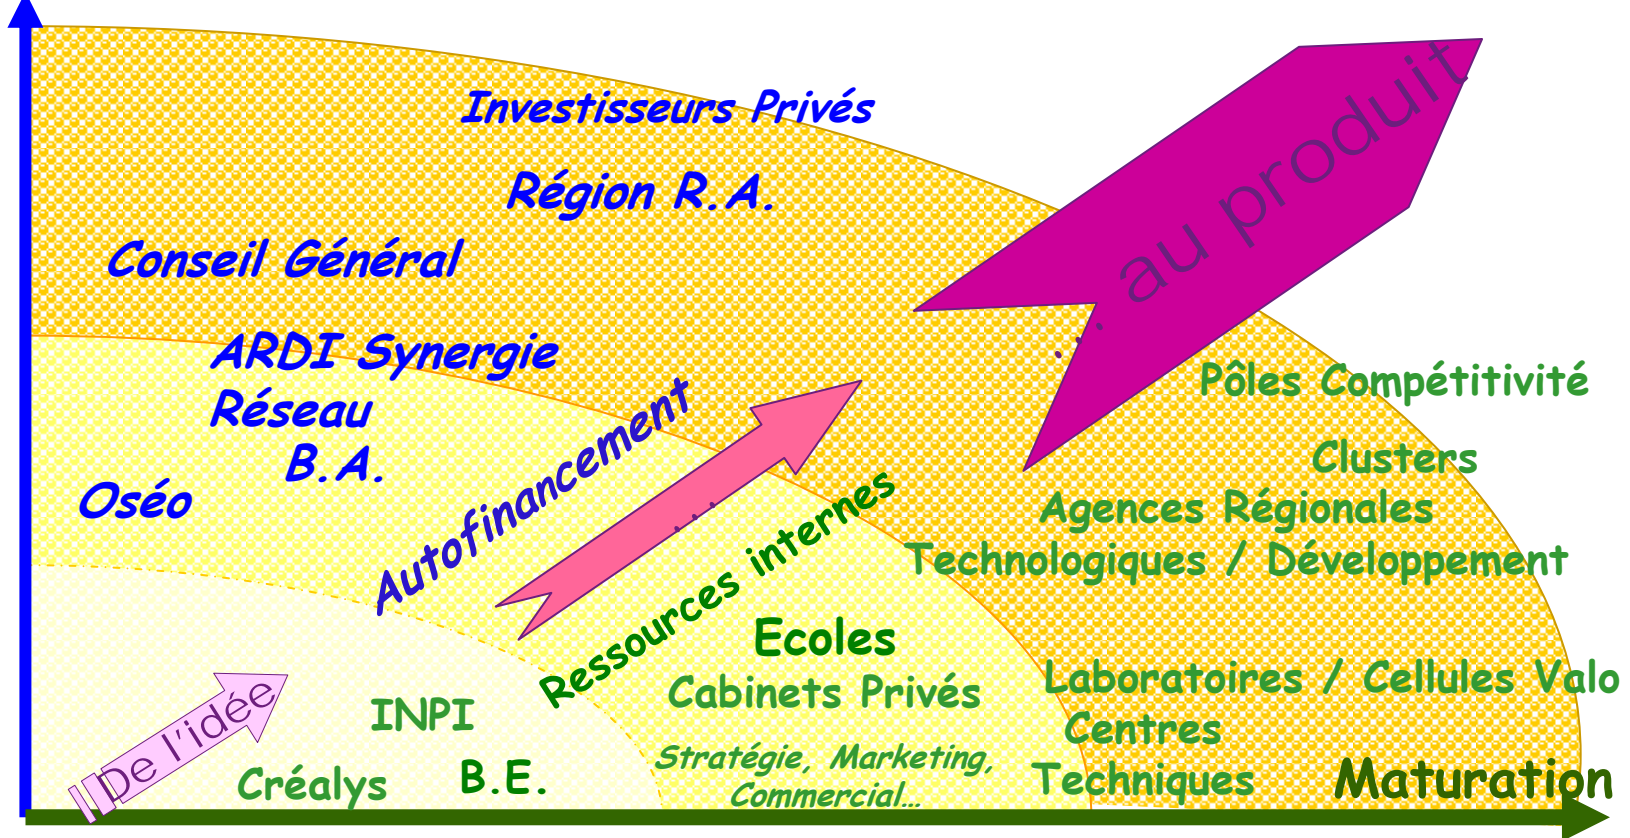 Investisseurs Privés
Région R.A.
Conseil Général
... au produit
ARDI Synergie
Réseau
B.A.
Oséo
Autofinancement
...
Ressources internes
Pôles Compétitivité
Clusters
Agences Régionales
Technologiques / Développement
Ecoles
Cabinets Privés
Stratégie, Marketing,
Commercial...
Laboratoires / Cellules Valo
Centres
Techniques
De l'idée
INPI
Créalys
B.E.
Maturation